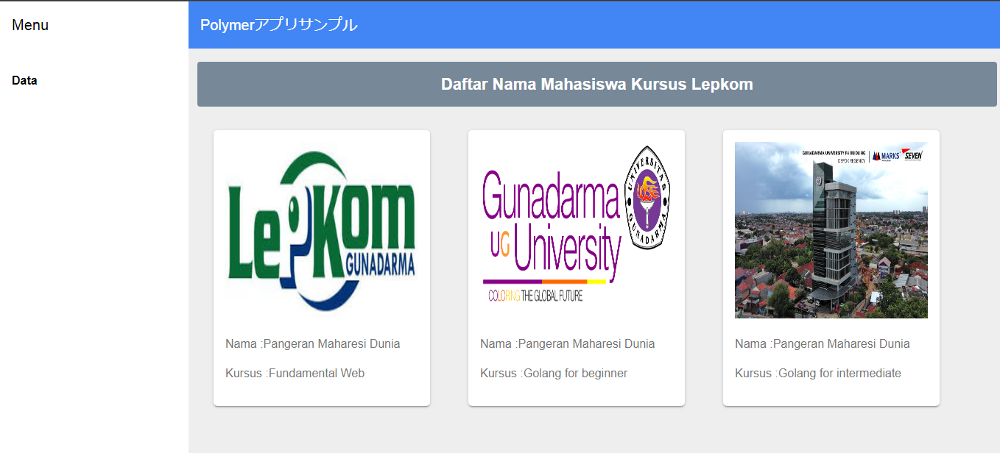 Menu
Polymerアプリサンプル
Data
Daftar Nama Mahasiswa Kursus Lepkom
LePKom
GUNADARMA
Gunadarma
UG University
COLORING THE GLOBAL FUTURE
UNIVERSITAS
GUNADARMA
GUNADARMA UNIVERSITY F4 BUIDLING
DEPOK REGENCY
MARKS
SEVEN
Nama :Pangeran Maharesi Dunia
Kursus :Fundamental Web
Nama :Pangeran Maharesi Dunia
Kursus :Golang for beginner
Nama :Pangeran Maharesi Dunia
Kursus :Golang for intermediate